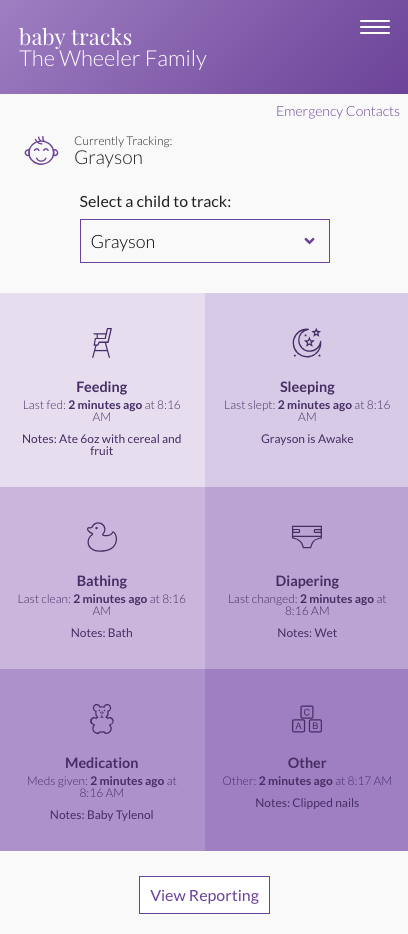 baby tracks
The Wheeler Family
Emergency Contacts
Currently Tracking:
Grayson
Select a child to track:
Grayson
Feeding
Last fed: 2 minutes ago at 8:16
AM
Notes: Ate 6oz with cereal and
fruit
Sleeping
Last slept: 2 minutes ago at 8:16
AM
Grayson is Awake
Bathing
Last clean: 2 minutes ago at 8:16
AM
Notes: Bath
Diapering
Last changed: 2 minutes ago at
8:16 AM
Notes: Wet
Medication
Meds given: 2 minutes ago at
8:16 AM
Notes: Baby Tylenol
C
A B
Other
Other: 2 minutes ago at 8:17 AM
Notes: Clipped nails
View Reporting